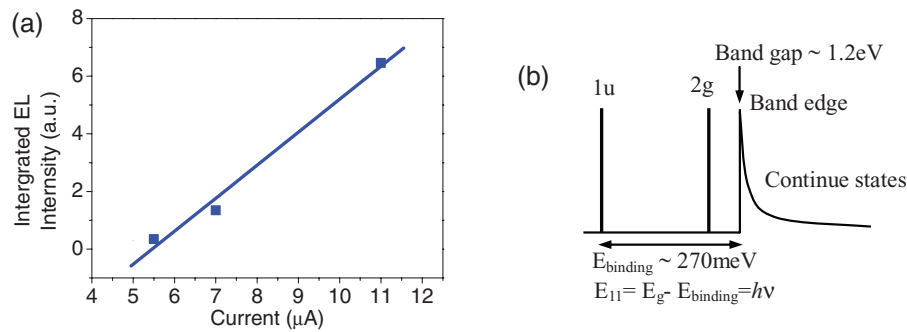 (a)
Intergrated EL
Internsity (a.u.)
8
6
4
2
0
4 5 6 7 8 9 10 11 12
Current (μA)
(b)
Band gap ~ 1.2eV
1u
2g
Band edge
Continue states
E_binding ~ 270meV
E_11= E_g- E_binding=hν